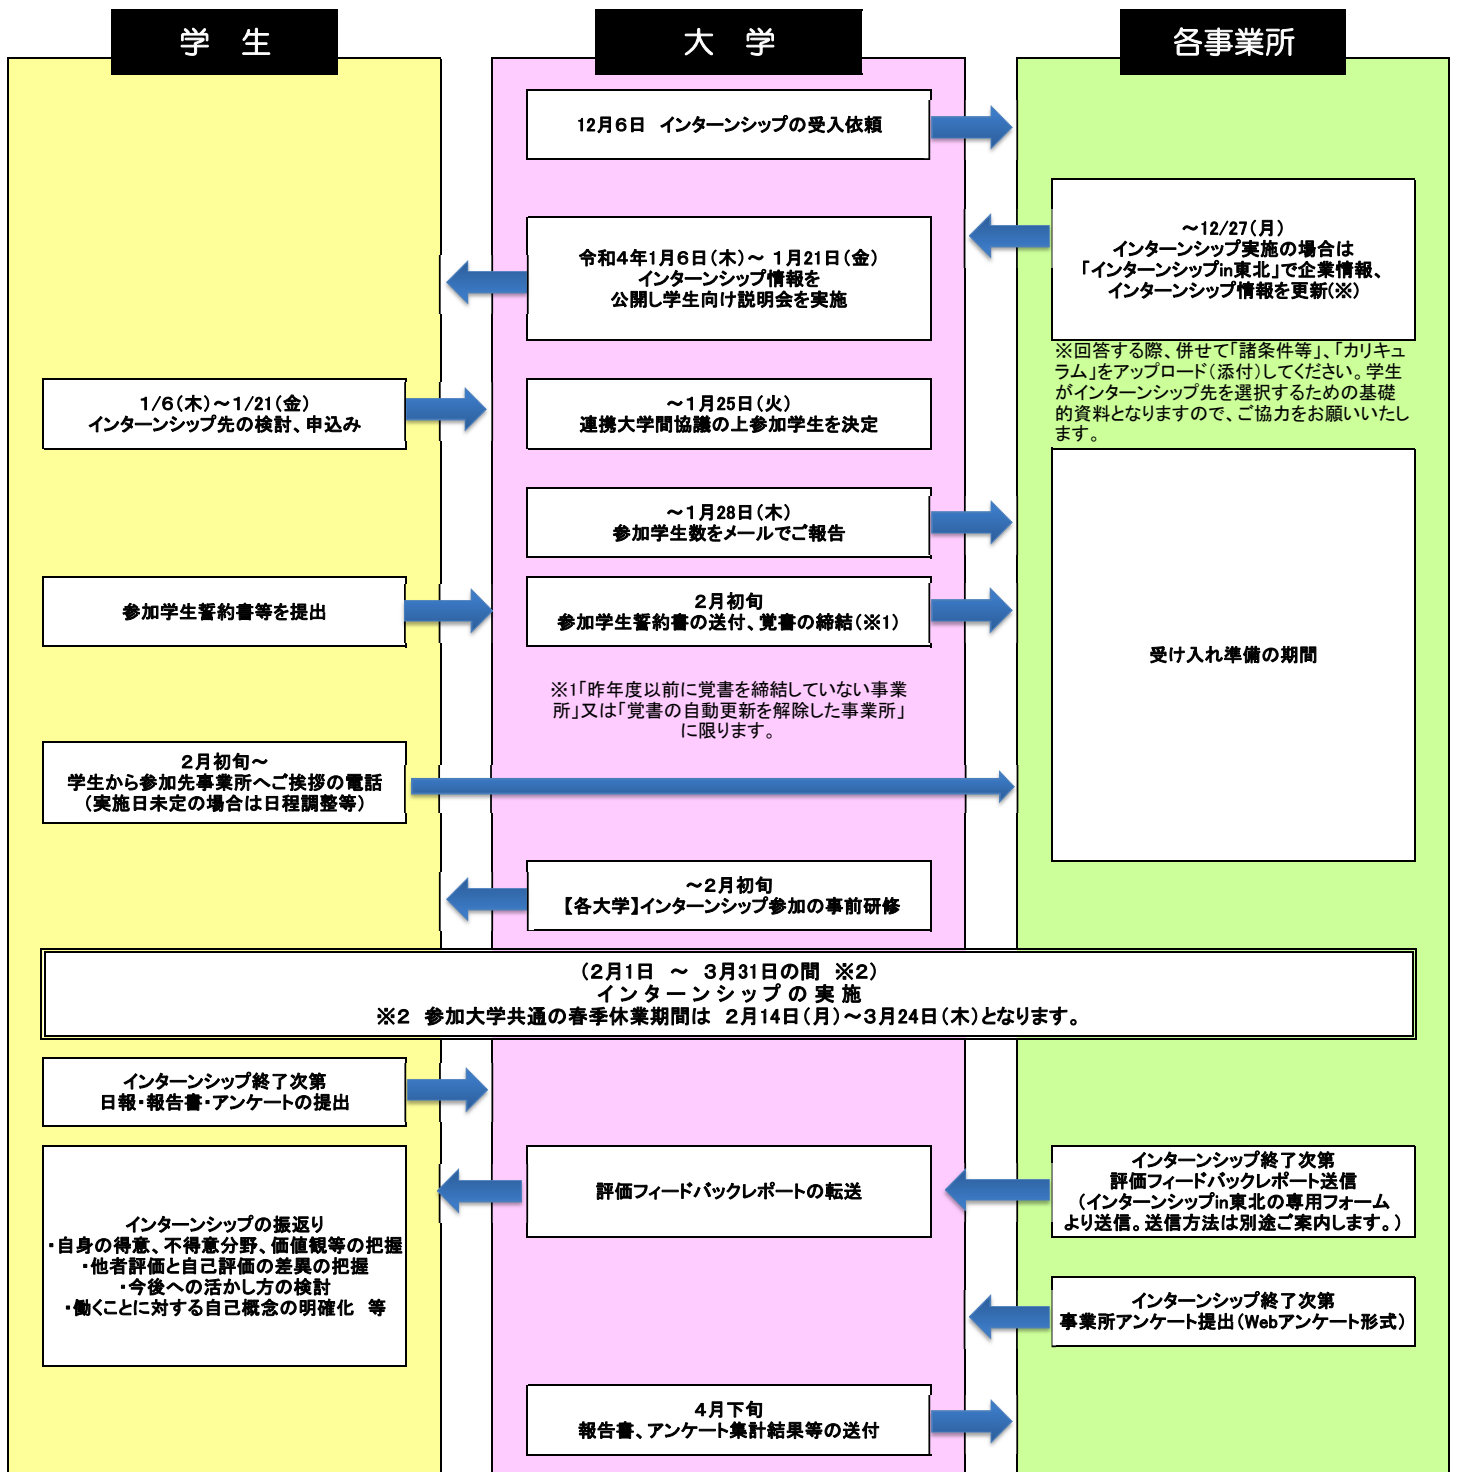 学　生
大　学
各事業所
12月６日　インターンシップの受入依頼
～12/27（月）
インターンシップ実施の場合は
「インターンシップin東北」で企業情報、
インターンシップ情報を更新(※）
令和４年1月６日（木）～ １月21日（金）
インターンシップ情報を
公開し学生向け説明会を実施
※回答する際、併せて「諸条件等」、「カリキュ
ラム」をアップロード（添付）してください。学生
がインターンシップ先を選択するための基礎
的資料となりますので、ご協力をお願いいたし
ます。
１/６（木）～１/21（金）
インターンシップ先の検討、申込み
～１月25日（火）
連携大学間協議の上参加学生を決定
～１月28日（木）
参加学生数をメールでご報告
参加学生誓約書等を提出
２月初旬
参加学生誓約書の送付、覚書の締結（※１）
受け入れ準備の期間
※1「昨年度以前に覚書を締結していない事業
所」又は「覚書の自動更新を解除した事業所」
に限ります。
２月初旬～
学生から参加先事業所へご挨拶の電話
（実施日未定の場合は日程調整等）
～２月初旬
【各大学】インターンシップ参加の事前研修
（２月1日　～　３月31日の間　※２）
インターンシップの実施
※２　参加大学共通の春季休業期間は　２月14日（月）～３月24日（木）となります。
インターンシップ終了次第
日報・報告書・アンケートの提出
インターンシップ終了次第
評価フィードバックレポート送信
（インターンシップin東北の専用フォーム
より送信。送信方法は別途ご案内します。）
評価フィードバックレポートの転送
インターンシップの振返り
・自身の得意、不得意分野、価値観等の把握
・他者評価と自己評価の差異の把握
・今後への活かし方の検討
・働くことに対する自己概念の明確化　等
インターンシップ終了次第
事業所アンケート提出（Webアンケート形式）
４月下旬
報告書、アンケート集計結果等の送付